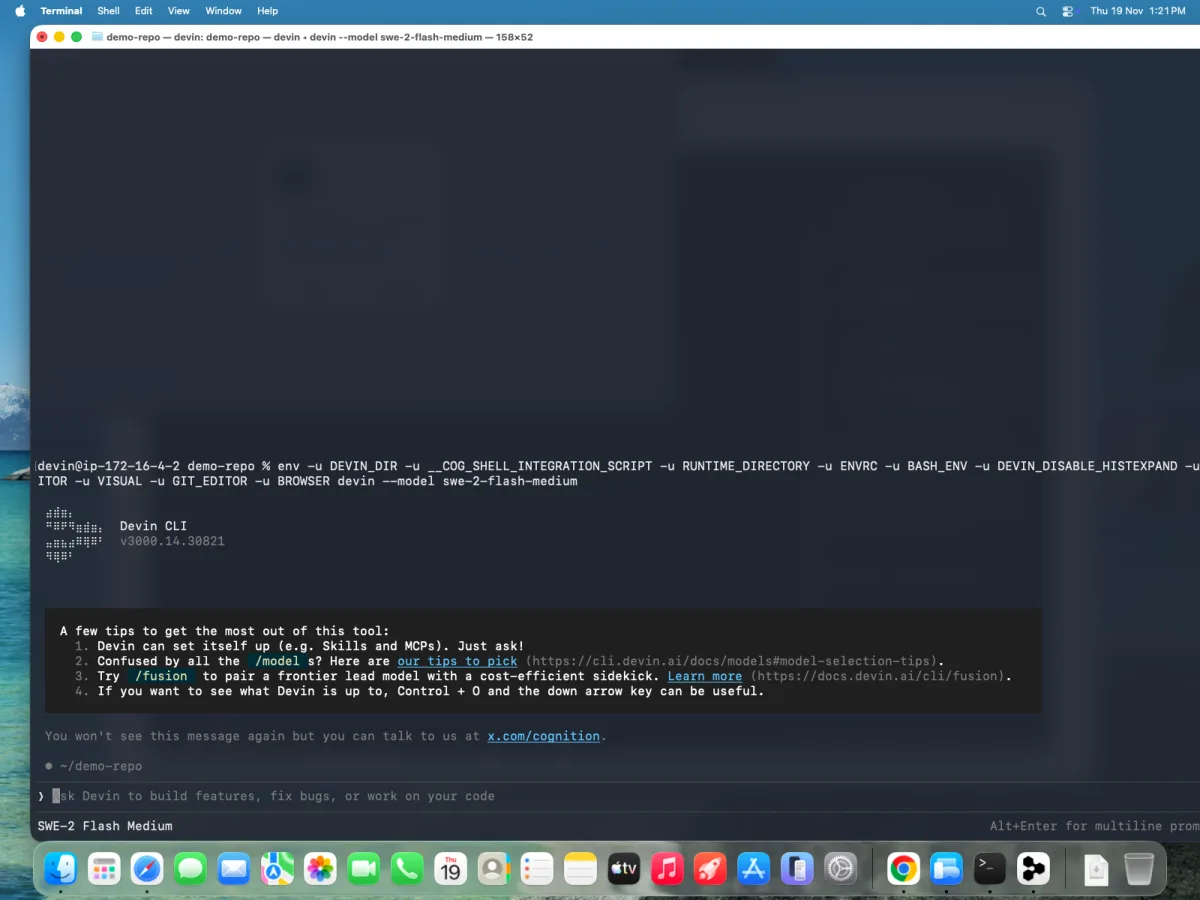 Terminal Shell Edit View Window Help Thu 19 Nov 1:21 PM
demo-repo — devin: demo-repo — devin • devin --model swe-2-flash-medium — 158×52
devin@ip-172-16-4-2 demo-repo % env -u DEVIN_DIR -u __COG_SHELL_INTEGRATION_SCRIPT -u RUNTIME_DIRECTORY -u ENVRC -u BASH_ENV -u DEVIN_DISABLE_HISTEXPAND -u
ITOR -u VISUAL -u GIT_EDITOR -u BROWSER devin --model swe-2-flash-medium
Devin CLI
v3000.14.30821
A few tips to get the most out of this tool:
1. Devin can set itself up (e.g. Skills and MCPs). Just ask!
2. Confused by all the /model s? Here are our tips to pick (https://cli.devin.ai/docs/models#model-selection-tips).
3. Try /fusion to pair a frontier lead model with a cost-efficient sidekick. Learn more (https://docs.devin.ai/cli/fusion).
4. If you want to see what Devin is up to, Control + O and the down arrow key can be useful.
You won't see this message again but you can talk to us at x.com/cognition.
● ~/demo-repo
❯ Ask Devin to build features, fix bugs, or work on your code
SWE-2 Flash Medium Alt+Enter for multiline prom
Thu
19
tv